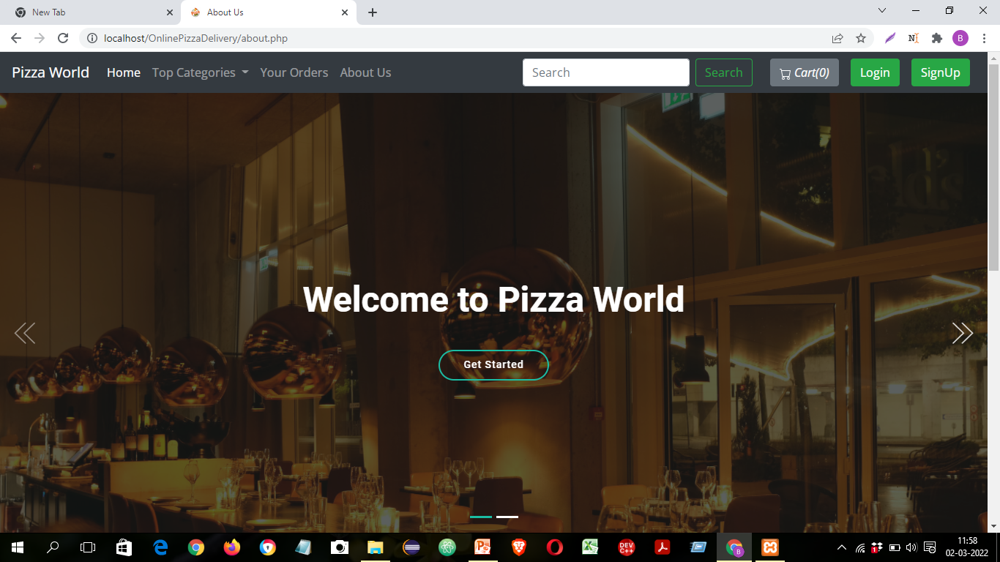 New Tab
About Us
localhost/OnlinePizzaDelivery/about.php
N
B
Pizza World Home Top Categories Your Orders About Us Search Search Cart(0) Login SignUp
Welcome to Pizza World
Get Started
DEV C++
B
11:58
02-03-2022